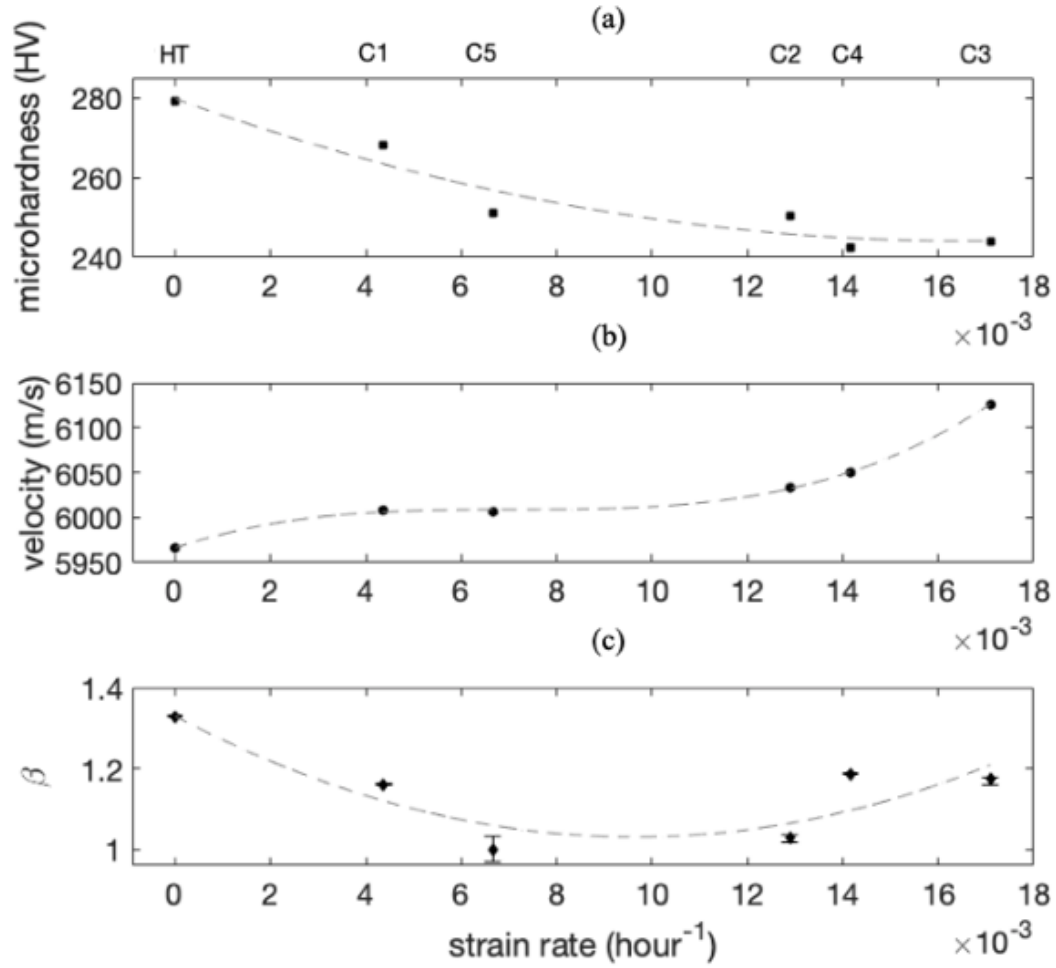 (a)
HT C1 C5 C2 C4 C3
microhardness (HV)
280
260
240
0 2 4 6 8 10 12 14 16 18
×10-3
(b)
velocity (m/s)
6150
6100
6050
6000
5950
0 2 4 6 8 10 12 14 16 18
×10-3
(c)
β
1.4
1.2
1
0 2 4 6 8 10 12 14 16 18
strain rate (hour-1)
×10-3